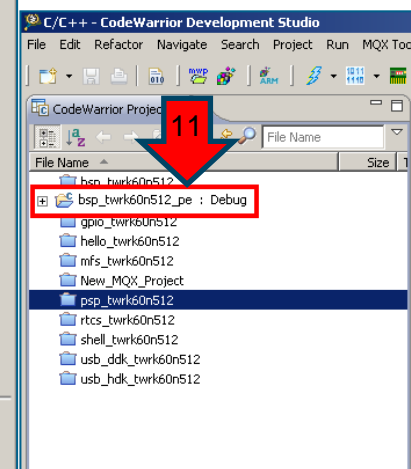 C/C++ - CodeWarrior Development Studio
File Edit Refactor Navigate Search Project Run MQX Too
CodeWarrior Projec
11
File Name
File Name Size T
bsp_twrk60n512
bsp_twrk60n512_pe : Debug
gpio_twrk60n512
hello_twrk60n512
mfs_twrk60n512
New_MQX_Project
psp_twrk60n512
rtcs_twrk60n512
shell_twrk60n512
usb_ddk_twrk60n512
usb_hdk_twrk60n512